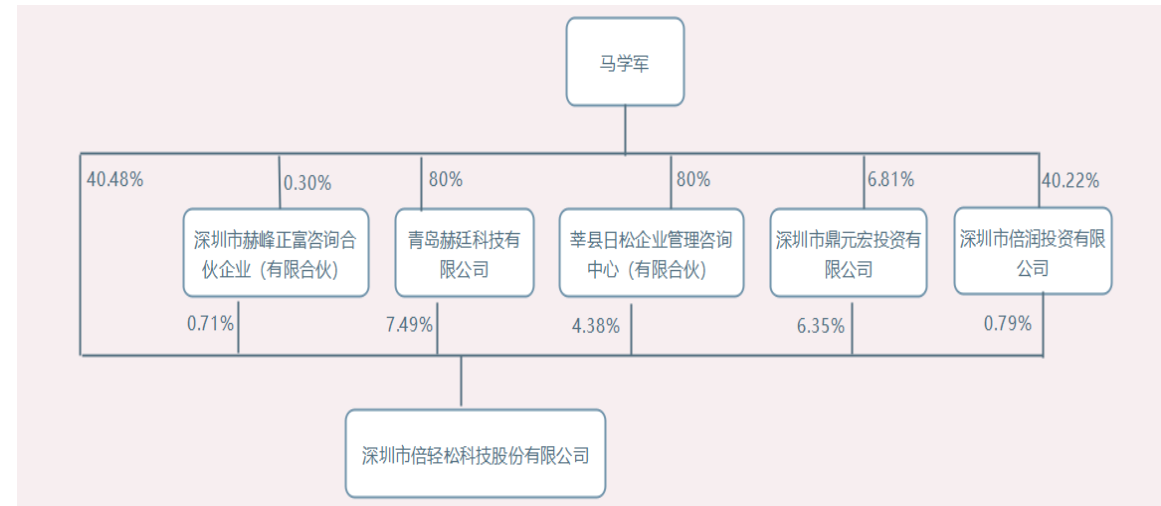 马学军
40.48%
0.30%
80%
80%
6.81%
40.22%
深圳市赫峰正富咨询合
伙企业（有限合伙）
青岛赫廷科技有
限公司
莘县日松企业管理咨询
中心（有限合伙）
深圳市鼎元宏投资有
限公司
深圳市倍润投资有限
公司
0.71%
7.49%
4.38%
6.35%
0.79%
深圳市倍轻松科技股份有限公司